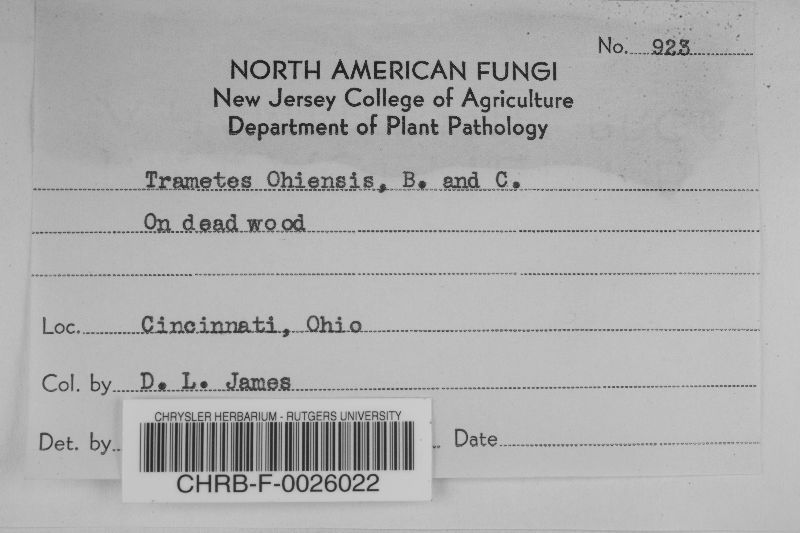 No. 923
NORTH AMERICAN FUNGI
New Jersey College of Agriculture
Department of Plant Pathology
Trametes Ohiensis, B. and C.
On dead wood
Loc. Cincinnati, Ohio
Col. by D. L. James
Det. by Date
CHRYSLER HERBARIUM - RUTGERS UNIVERSITY
CHRB-F-0026022